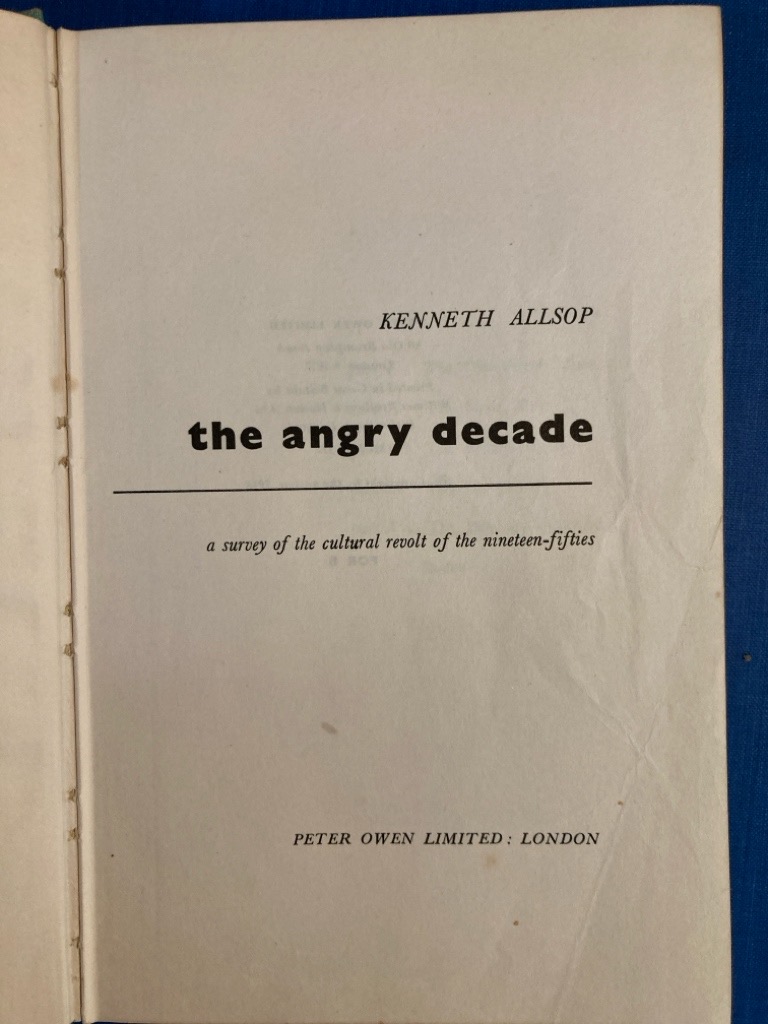 KENNETH ALLSOP
the angry decade
a survey of the cultural revolt of the nineteen-fifties
PETER OWEN LIMITED: LONDON